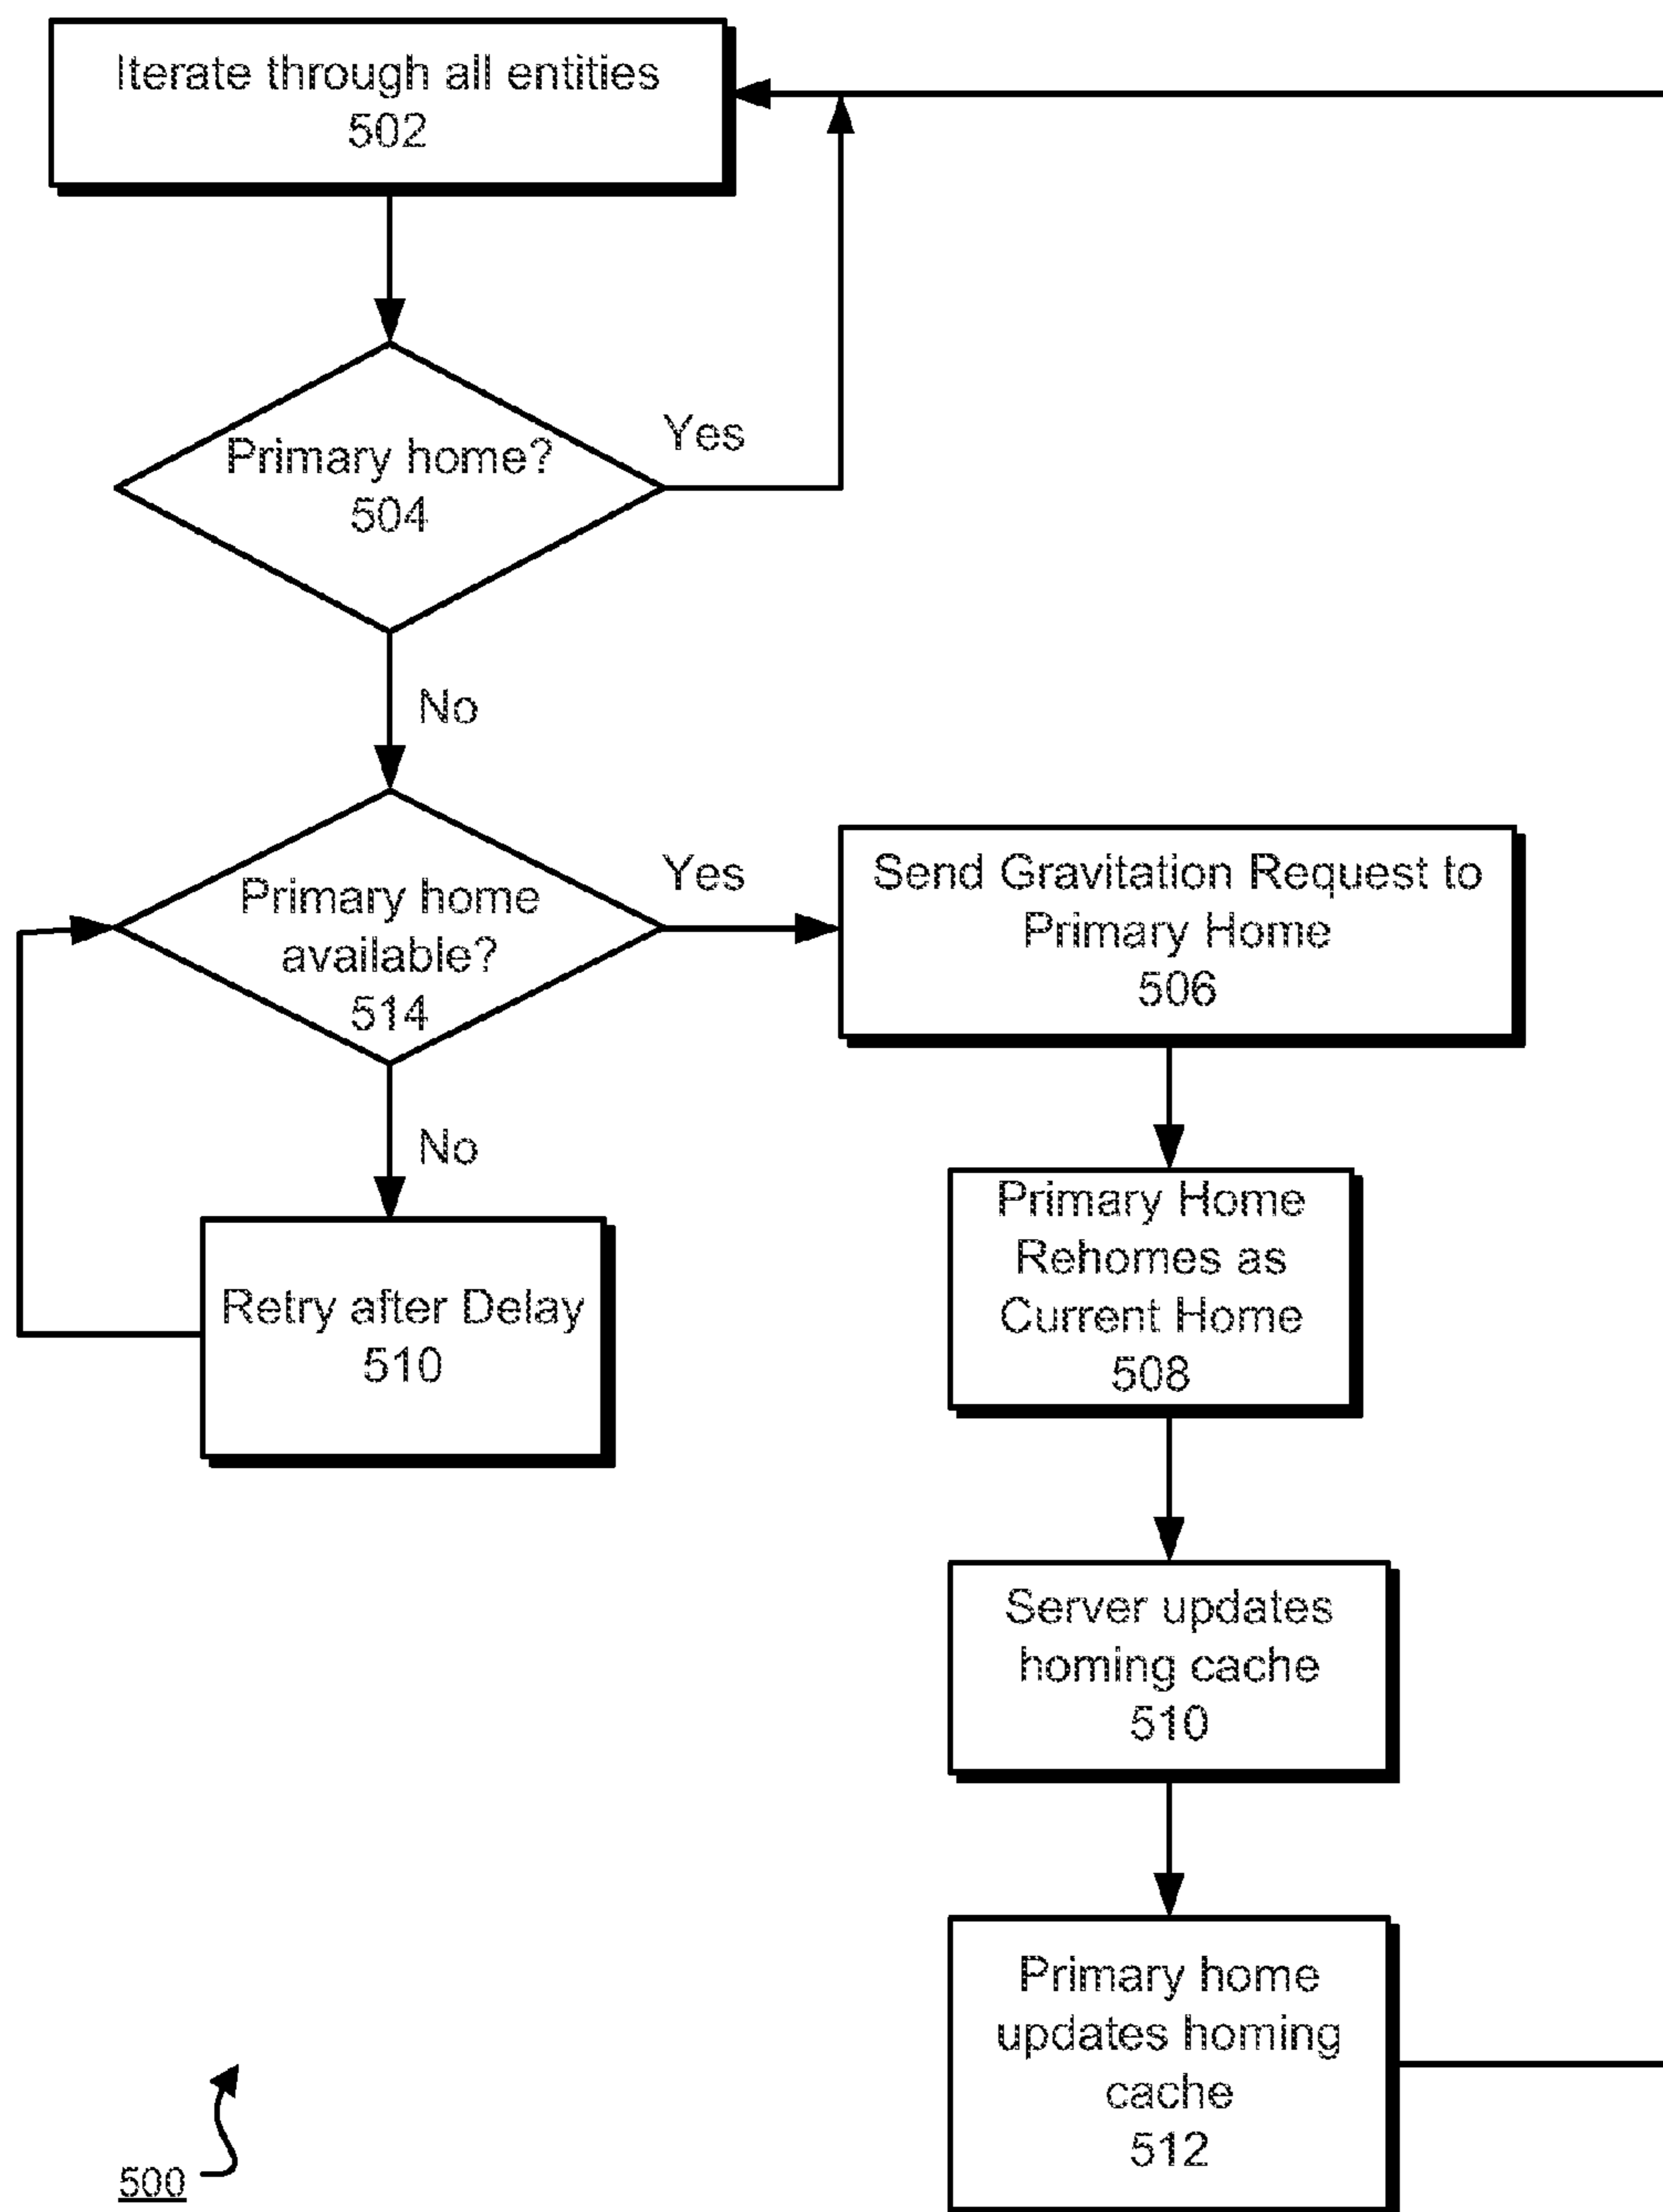 Iterate through all entities
502
Primary home?
504
Yes
No
Primary home
available?
514
Yes
Send Gravitation Request to
Primary Home
506
No
Retry after Delay
510
Primary Home
Rehomes as
Current Home
508
Server updates
homing cache
510
Primary home
updates homing
cache
512
500